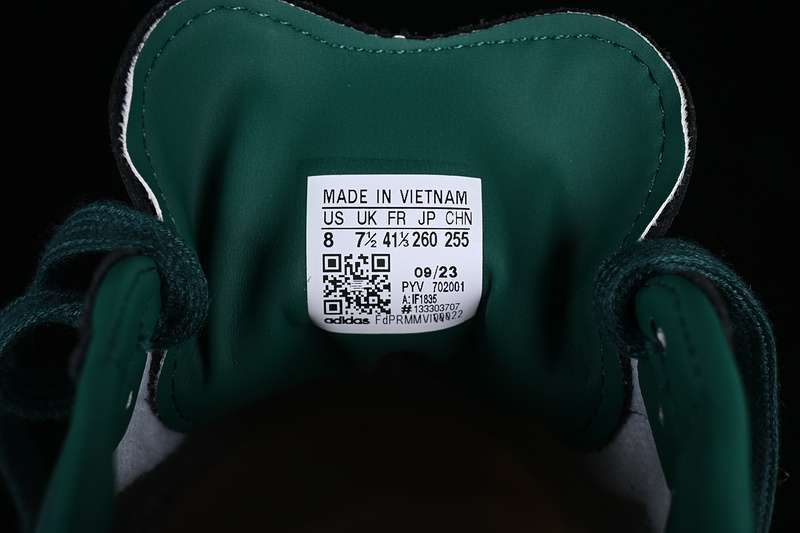 MADE IN VIETNAM
US UK FR JP CHN
8 7½ 41⅓ 260 255
09/23
PYV 702001
A:IF1835
#133303707
adidas